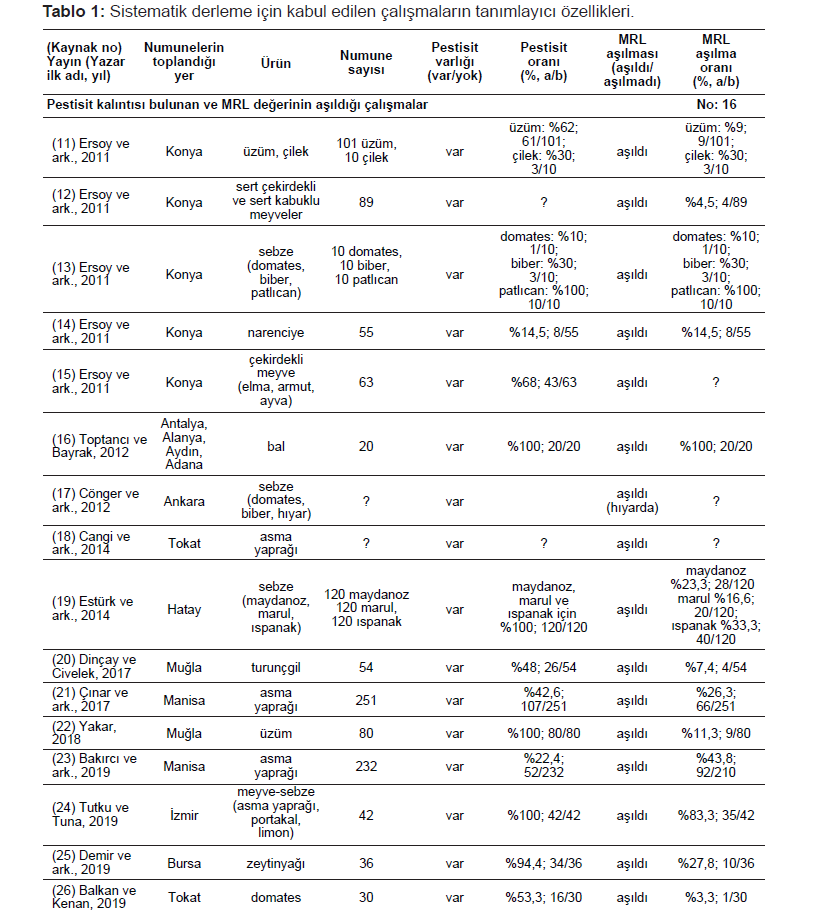 Tablo 1: Sistematik derleme için kabul edilen çalışmaların tanımlayıcı özellikleri.
(Kaynak no)
Yayın (Yazar
ilk adı, yıl)
Numunelerin
toplandığı
yer
Ürün
Numune
sayısı
Pestisit
varlığı
(var/yok)
Pestisit
oranı
(%, a/b)
MRL
aşılması
(aşıldı/
aşılmadı)
MRL
aşılma
oranı
(%, a/b)
Pestisit kalıntısı bulunan ve MRL değerinin aşıldığı çalışmalar
No: 16
(11) Ersoy ve
ark., 2011
Konya
üzüm, çilek
101 üzüm,
10 çilek
var
üzüm: %62;
61/101;
çilek: %30;
3/10
aşıldı
üzüm: %9;
9/101;
çilek: %30;
3/10
(12) Ersoy ve
ark., 2011
Konya
sert çekirdekli
ve sert kabuklu
meyveler
89
var
?
aşıldı
%4,5; 4/89
(13) Ersoy ve
ark., 2011
Konya
sebze
(domates,
biber,
patlıcan)
10 domates,
10 biber,
10 patlıcan
var
domates: %10;
1/10;
biber: %30;
3/10;
patlıcan: %100;
10/10
aşıldı
domates: %10;
1/10;
biber: %30;
3/10;
patlıcan: %100;
10/10
(14) Ersoy ve
ark., 2011
Konya
narenciye
55
var
%14,5; 8/55
aşıldı
%14,5; 8/55
(15) Ersoy ve
ark., 2011
Konya
çekirdekli
meyve
(elma, armut,
ayva)
63
var
%68; 43/63
aşıldı
?
(16) Toptancı ve
Bayrak, 2012
Antalya,
Alanya,
Aydın,
Adana
bal
20
var
%100; 20/20
aşıldı
%100; 20/20
(17) Cönger ve
ark., 2012
Ankara
sebze
(domates,
biber, hıyar)
?
var
aşıldı
(hıyarda)
?
(18) Cangi ve
ark., 2014
Tokat
asma
yaprağı
?
var
?
aşıldı
?
(19) Estürk ve
ark., 2014
Hatay
sebze
(maydanoz,
marul,
ıspanak)
120 maydanoz
120 marul,
120 ıspanak
var
maydanoz,
marul ve
ıspanak için
%100; 120/120
aşıldı
maydanoz
%23,3; 28/120
marul %16,6;
20/120;
ıspanak %33,3;
40/120
(20) Dinçay ve
Civelek, 2017
Muğla
turunçgil
54
var
%48; 26/54
aşıldı
%7,4; 4/54
(21) Çınar ve
ark., 2017
Manisa
asma
yaprağı
251
var
%42,6;
107/251
aşıldı
%26,3;
66/251
(22) Yakar,
2018
Muğla
üzüm
80
var
%100; 80/80
aşıldı
%11,3; 9/80
(23) Bakırcı ve
ark., 2019
Manisa
asma
yaprağı
232
var
%22,4;
52/232
aşıldı
%43,8;
92/210
(24) Tutku ve
Tuna, 2019
İzmir
meyve-sebze
(asma yaprağı,
portakal,
limon)
42
var
%100; 42/42
aşıldı
%83,3; 35/42
(25) Demir ve
ark., 2019
Bursa
zeytinyağı
36
var
%94,4; 34/36
aşıldı
%27,8; 10/36
(26) Balkan ve
Kenan, 2019
Tokat
domates
30
var
%53,3; 16/30
aşıldı
%3,3; 1/30